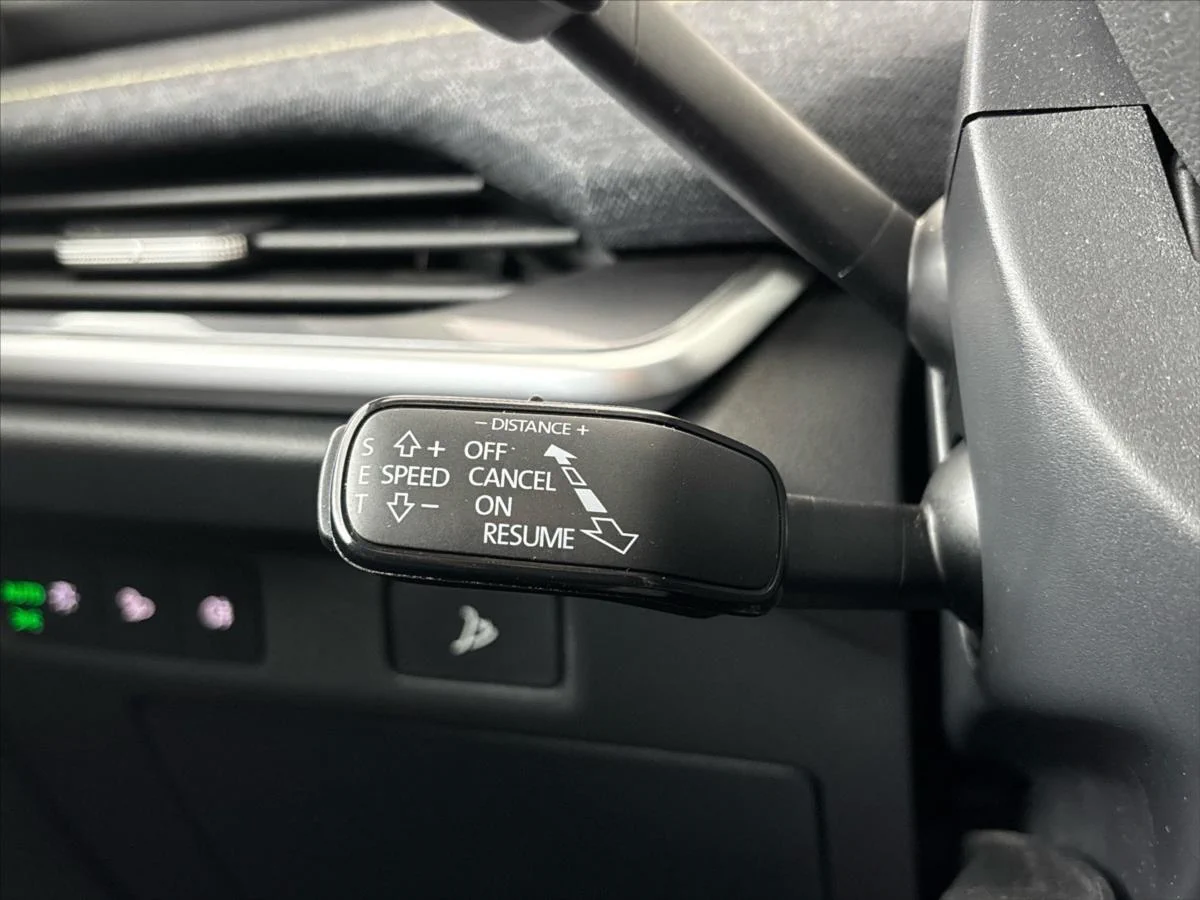 - DISTANCE +
S + OFF
E SPEED CANCEL
T - ON
RESUME